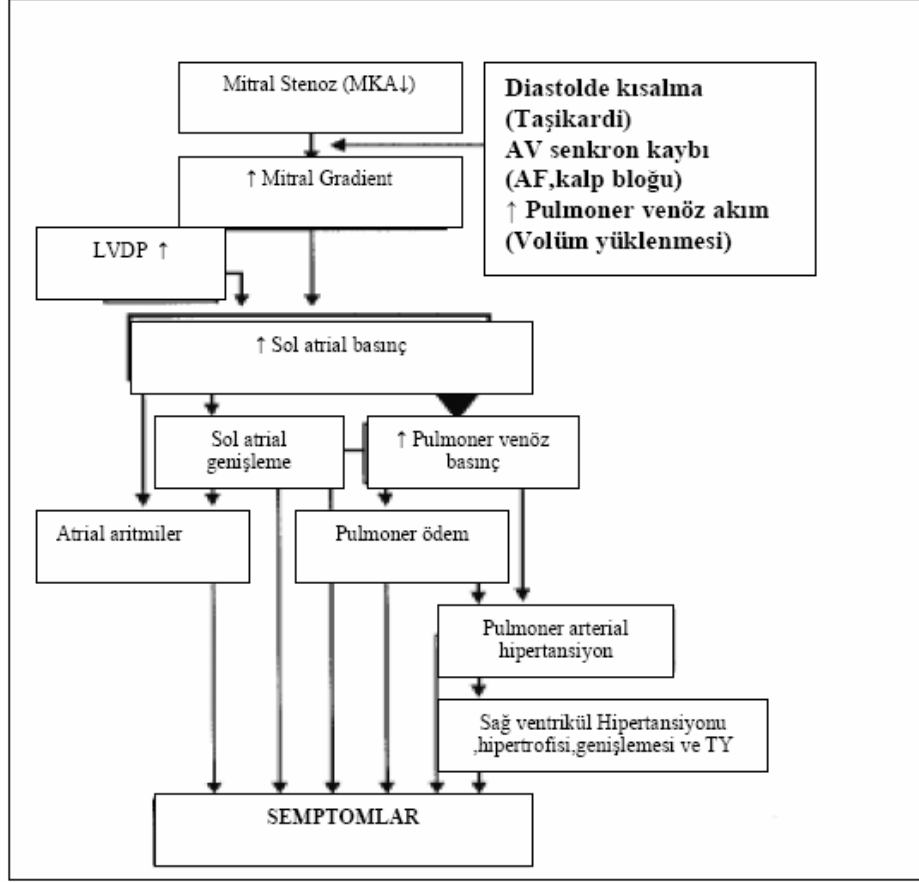 Mitral Stenoz (MKA↓)
Diastolde kısalma
(Taşikardi)
AV senkron kaybı
(AF,kalp bloğu)
↑ Pulmoner venöz akım
(Volüm yüklenmesi)
↑ Mitral Gradient
LVDP ↑
↑ Sol atrial basınç
Sol atrial
genişleme
↑ Pulmoner venöz
basınç
Atrial aritmiler
Pulmoner ödem
Pulmoner arterial
hipertansiyon
Sağ ventrikül Hipertansiyonu
,hipertrofisi,genişlemesi ve TY
SEMPTOMLAR